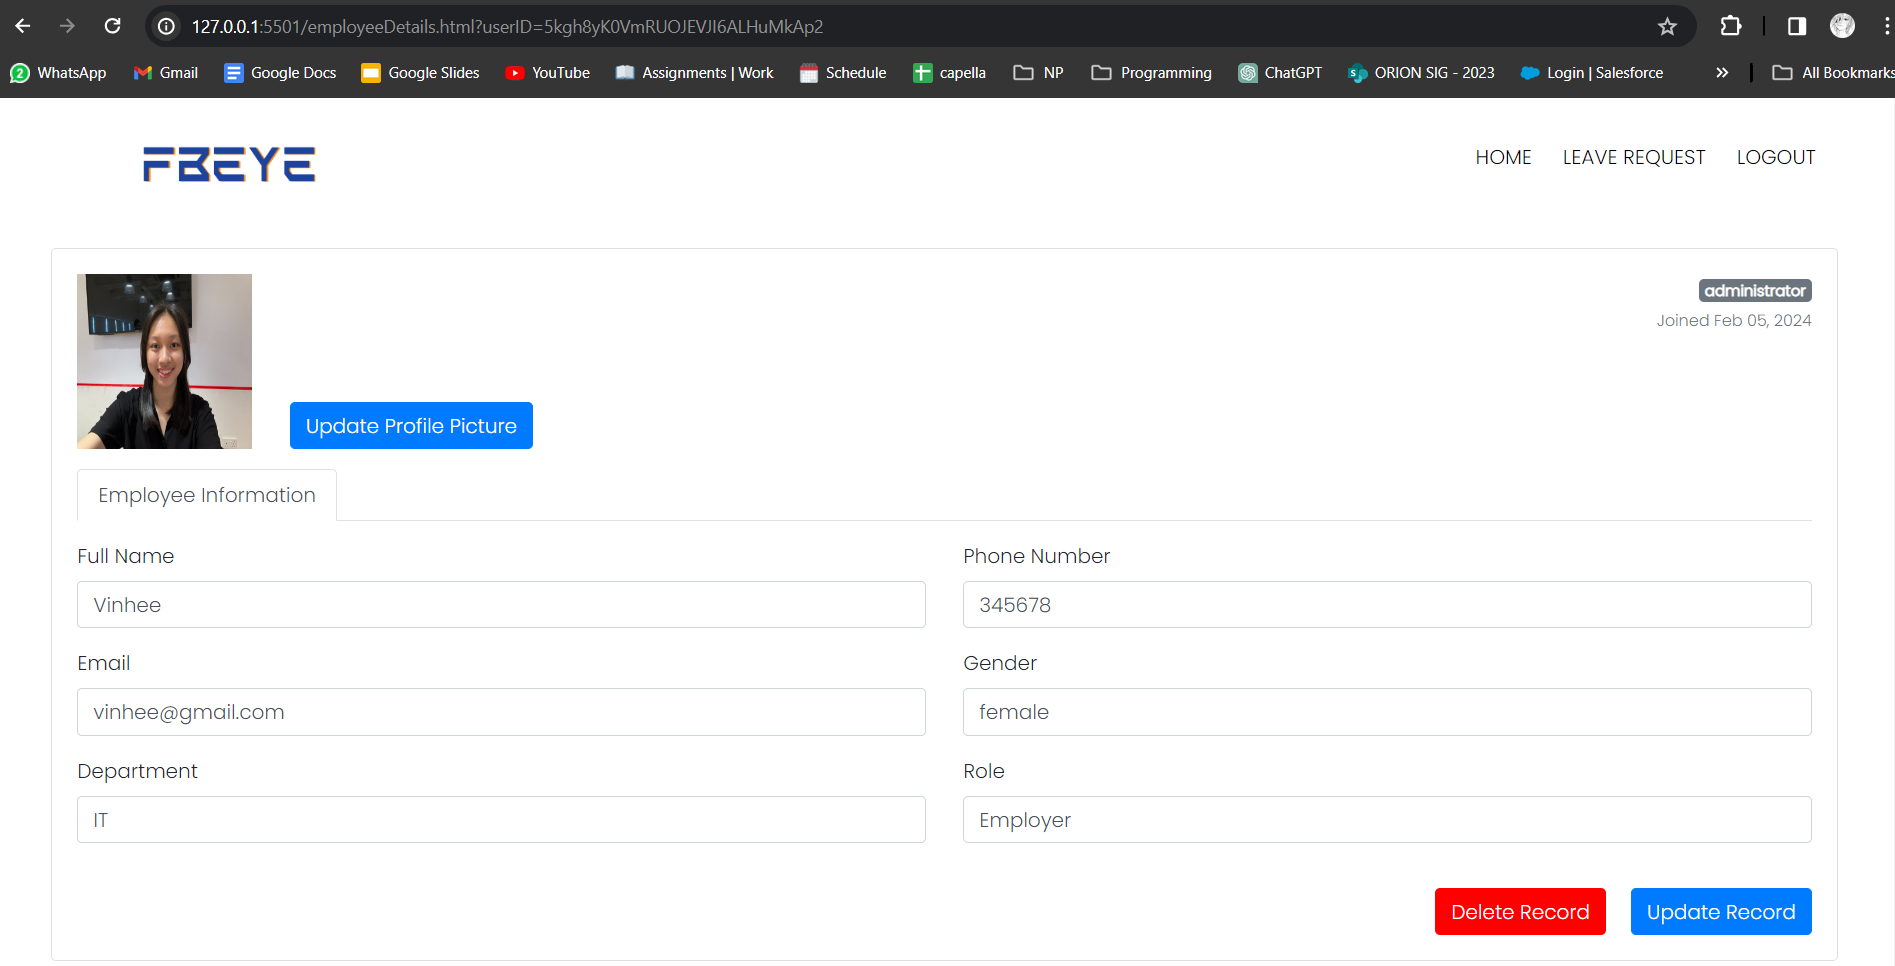 127.0.0.1:5501/employeeDetails.html?userID=5kgh8yK0VmRUOJEVJI6ALHuMkAp2
2 WhatsApp Gmail Google Docs Google Slides YouTube Assignments | Work Schedule capella NP Programming ChatGPT ORION SIG - 2023 Login | Salesforce » All Bookmarks
FBEYE HOME LEAVE REQUEST LOGOUT
administrator
Joined Feb 05, 2024
Update Profile Picture
Employee Information
Full Name Phone Number
Vinhee 345678
Email Gender
vinhee@gmail.com female
Department Role
IT Employer
Delete Record Update Record